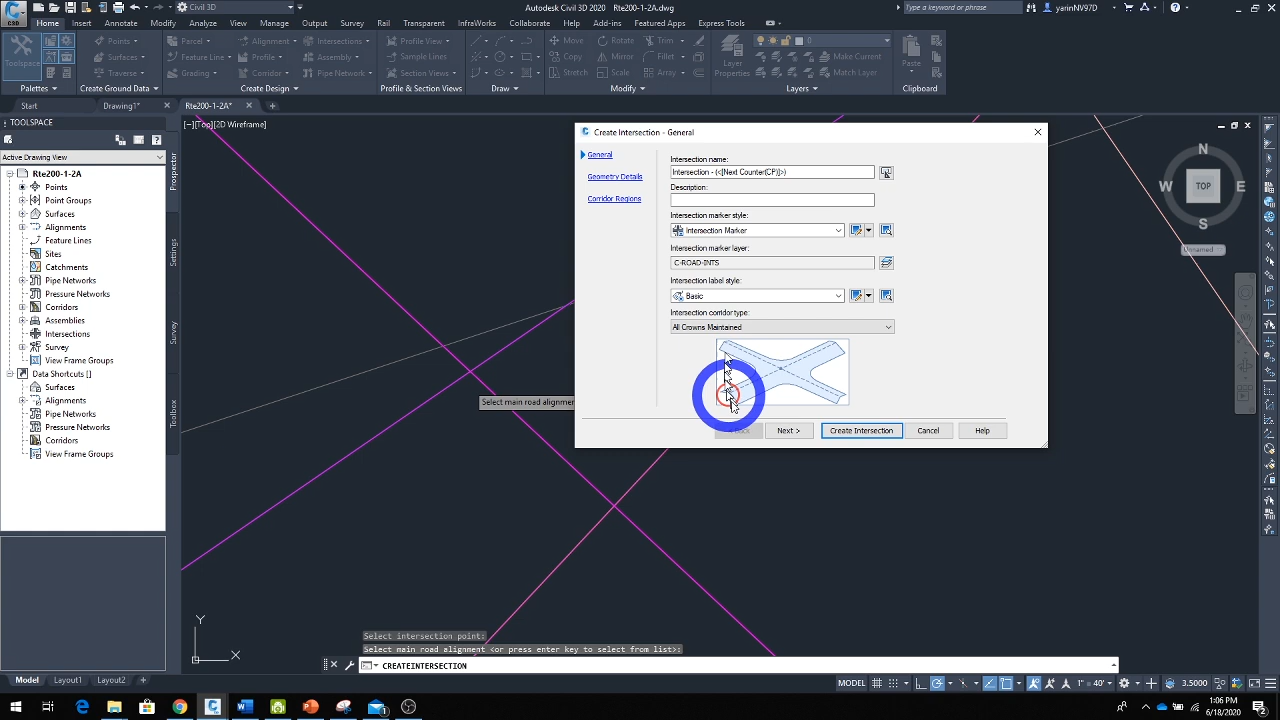 C3D
Civil 3D
Autodesk Civil 3D 2020 Rte200-1-2A.dwg
Type a keyword or phrase
yarinNV97D
Home Insert Annotate Modify Analyze View Manage Output Survey Rail Transparent InfraWorks Collaborate Help Add-ins Featured Apps Express Tools
Toolspace
Palettes
Points
Surfaces
Traverse
Create Ground Data
Parcel
Feature Line
Grading
Alignment
Profile
Corridor
Intersections
Assembly
Pipe Network
Create Design
Profile View
Sample Lines
Section Views
Profile & Section Views
Draw
Move
Copy
Stretch
Rotate
Mirror
Scale
Trim
Fillet
Array
Modify
Layer Properties
0
Make Current
Match Layer
Layers
Paste
Clipboard
Start Drawing1* Rte200-1-2A*
TOOLSPACE
Active Drawing View
Rte200-1-2A
Points
Point Groups
Surfaces
Alignments
Feature Lines
Sites
Catchments
Pipe Networks
Pressure Networks
Corridors
Assemblies
Intersections
Survey
View Frame Groups
Data Shortcuts []
Surfaces
Alignments
Pipe Networks
Pressure Networks
Corridors
View Frame Groups
Prospector
Settings
Survey
Toolbox
[−][Top][2D Wireframe]
N
W TOP E
S
Unnamed
Create Intersection - General
General
Geometry Details
Corridor Regions
Intersection name:
Intersection - (<[Next Counter(CP)]>)
Description:
Intersection marker style:
Intersection Marker
Intersection marker layer:
C-ROAD-INTS
Intersection label style:
Basic
Intersection corridor type:
All Crowns Maintained
Next >
Create Intersection
Cancel
Help
Select main road alignment
Y
X
Select intersection point:
Select main road alignment <or press enter key to select from list>:
CREATEINTERSECTION
Model Layout1 Layout2
MODEL
1" = 40'
3.5000
1:06 PM
6/18/2020
2